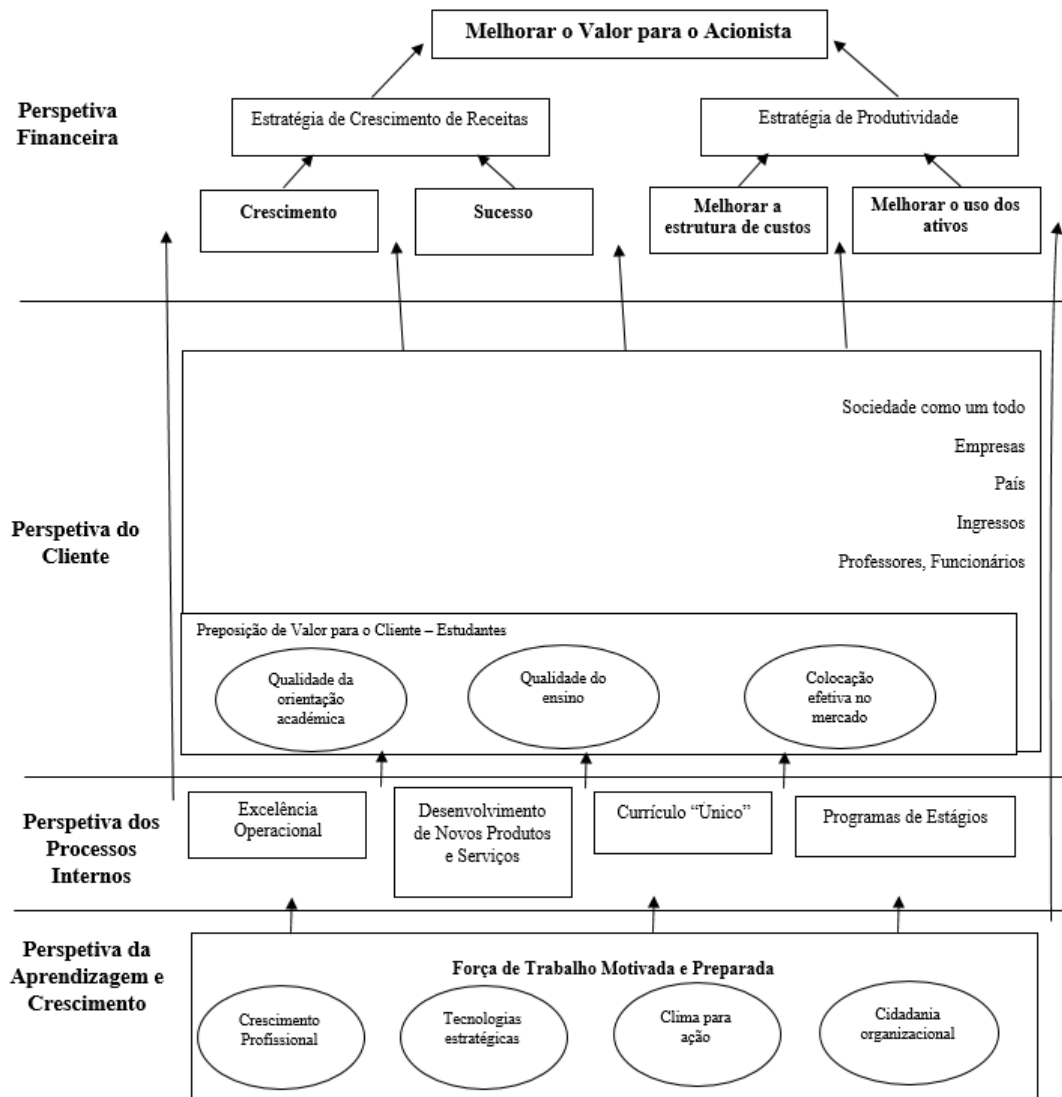 Melhorar o Valor para o Acionista
Perspetiva
Financeira
Estratégia de Crescimento de Receitas
Estratégia de Produtividade
Crescimento
Sucesso
Melhorar a
estrutura de custos
Melhorar o uso dos
ativos
Perspetiva do
Cliente
Sociedade como um todo
Empresas
País
Ingressos
Professores, Funcionários
Preposição de Valor para o Cliente – Estudantes
Qualidade da
orientação
académica
Qualidade do
ensino
Colocação
efetiva no
mercado
Perspetiva dos
Processos
Internos
Excelência
Operacional
Desenvolvimento
de Novos Produtos
e Serviços
Currículo “Único”
Programas de Estágios
Perspetiva da
Aprendizagem e
Crescimento
Força de Trabalho Motivada e Preparada
Crescimento
Profissional
Tecnologias
estratégicas
Clima para
ação
Cidadania
organizacional